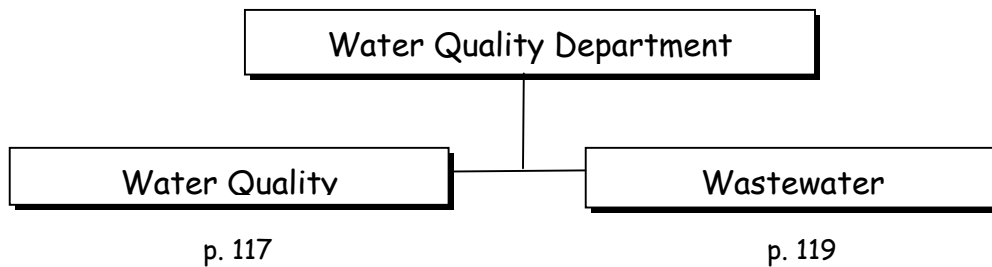 Water Quality Department
Water Quality
Wastewater
p. 117
p. 119